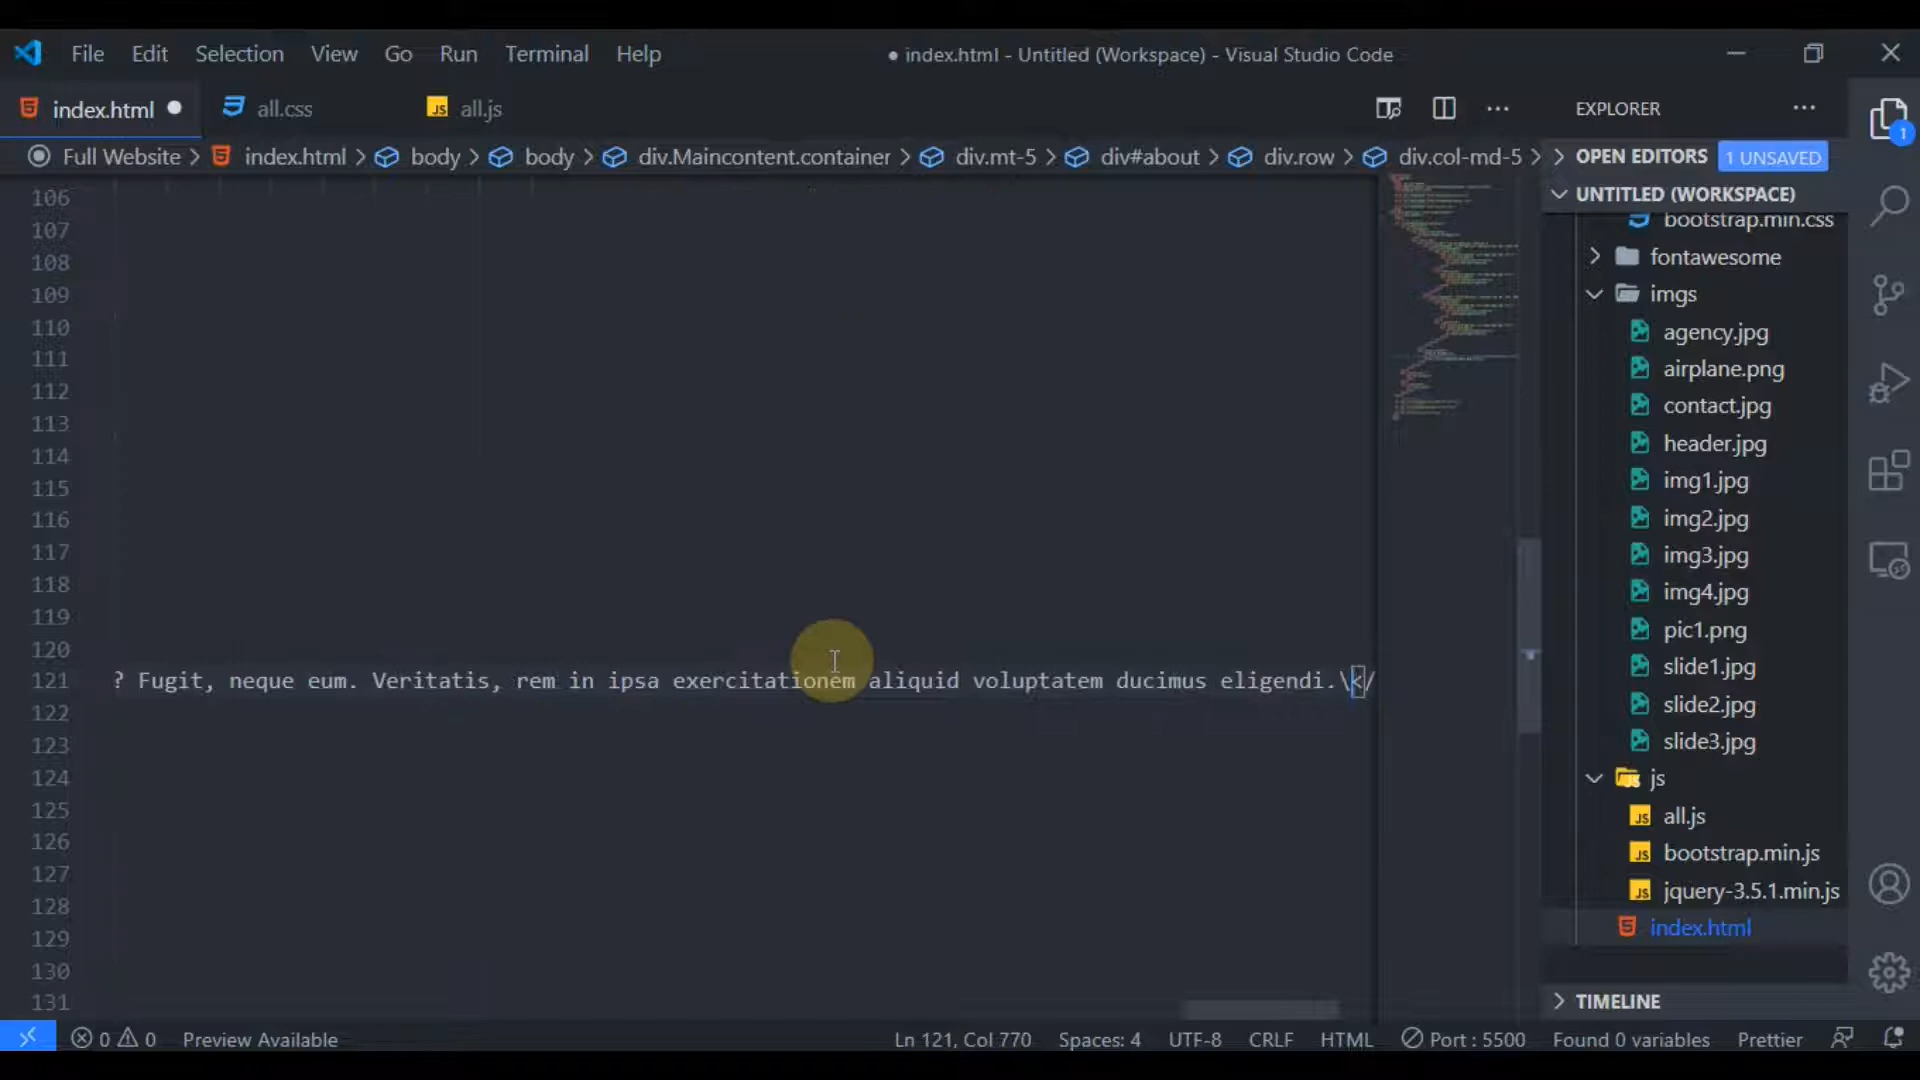 File Edit Selection View Go Run Terminal Help
● index.html - Untitled (Workspace) - Visual Studio Code
index.html
all.css
JS all.js
Full Website > index.html > body > body > div.Maincontent.container > div.mt-5 > div#about > div.row > div.col-md-5 >
106
107
108
109
110
111
112
113
114
115
116
117
118
119
120
121 ? Fugit, neque eum. Veritatis, rem in ipsa exercitationem aliquid voluptatem ducimus eligendi.\</
122
123
124
125
126
127
128
129
130
131
EXPLORER
OPEN EDITORS 1 UNSAVED
UNTITLED (WORKSPACE)
bootstrap.min.css
fontawesome
imgs
agency.jpg
airplane.png
contact.jpg
header.jpg
img1.jpg
img2.jpg
img3.jpg
img4.jpg
pic1.png
slide1.jpg
slide2.jpg
slide3.jpg
js
JS all.js
JS bootstrap.min.js
JS jquery-3.5.1.min.js
index.html
TIMELINE
1
0 0 Preview Available
Ln 121, Col 770 Spaces: 4 UTF-8 CRLF HTML Port : 5500 Found 0 variables Prettier